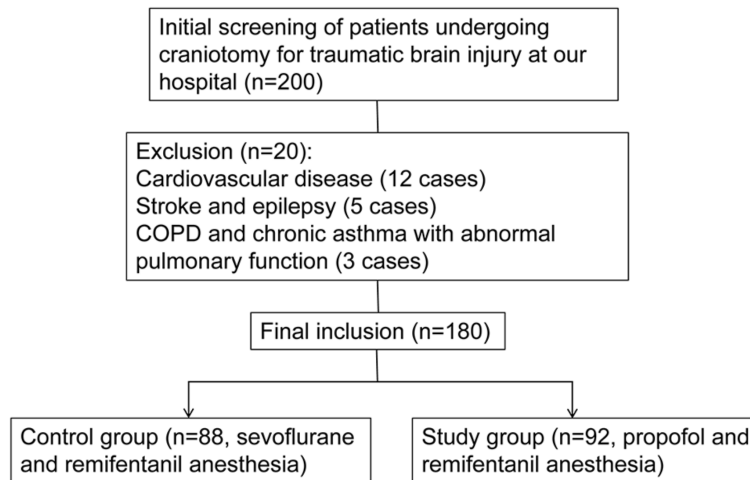 Initial screening of patients undergoing
craniotomy for traumatic brain injury at our
hospital (n=200)
Exclusion (n=20):
Cardiovascular disease (12 cases)
Stroke and epilepsy (5 cases)
COPD and chronic asthma with abnormal
pulmonary function (3 cases)
Final inclusion (n=180)
Control group (n=88, sevoflurane
and remifentanil anesthesia)
Study group (n=92, propofol and
remifentanil anesthesia)